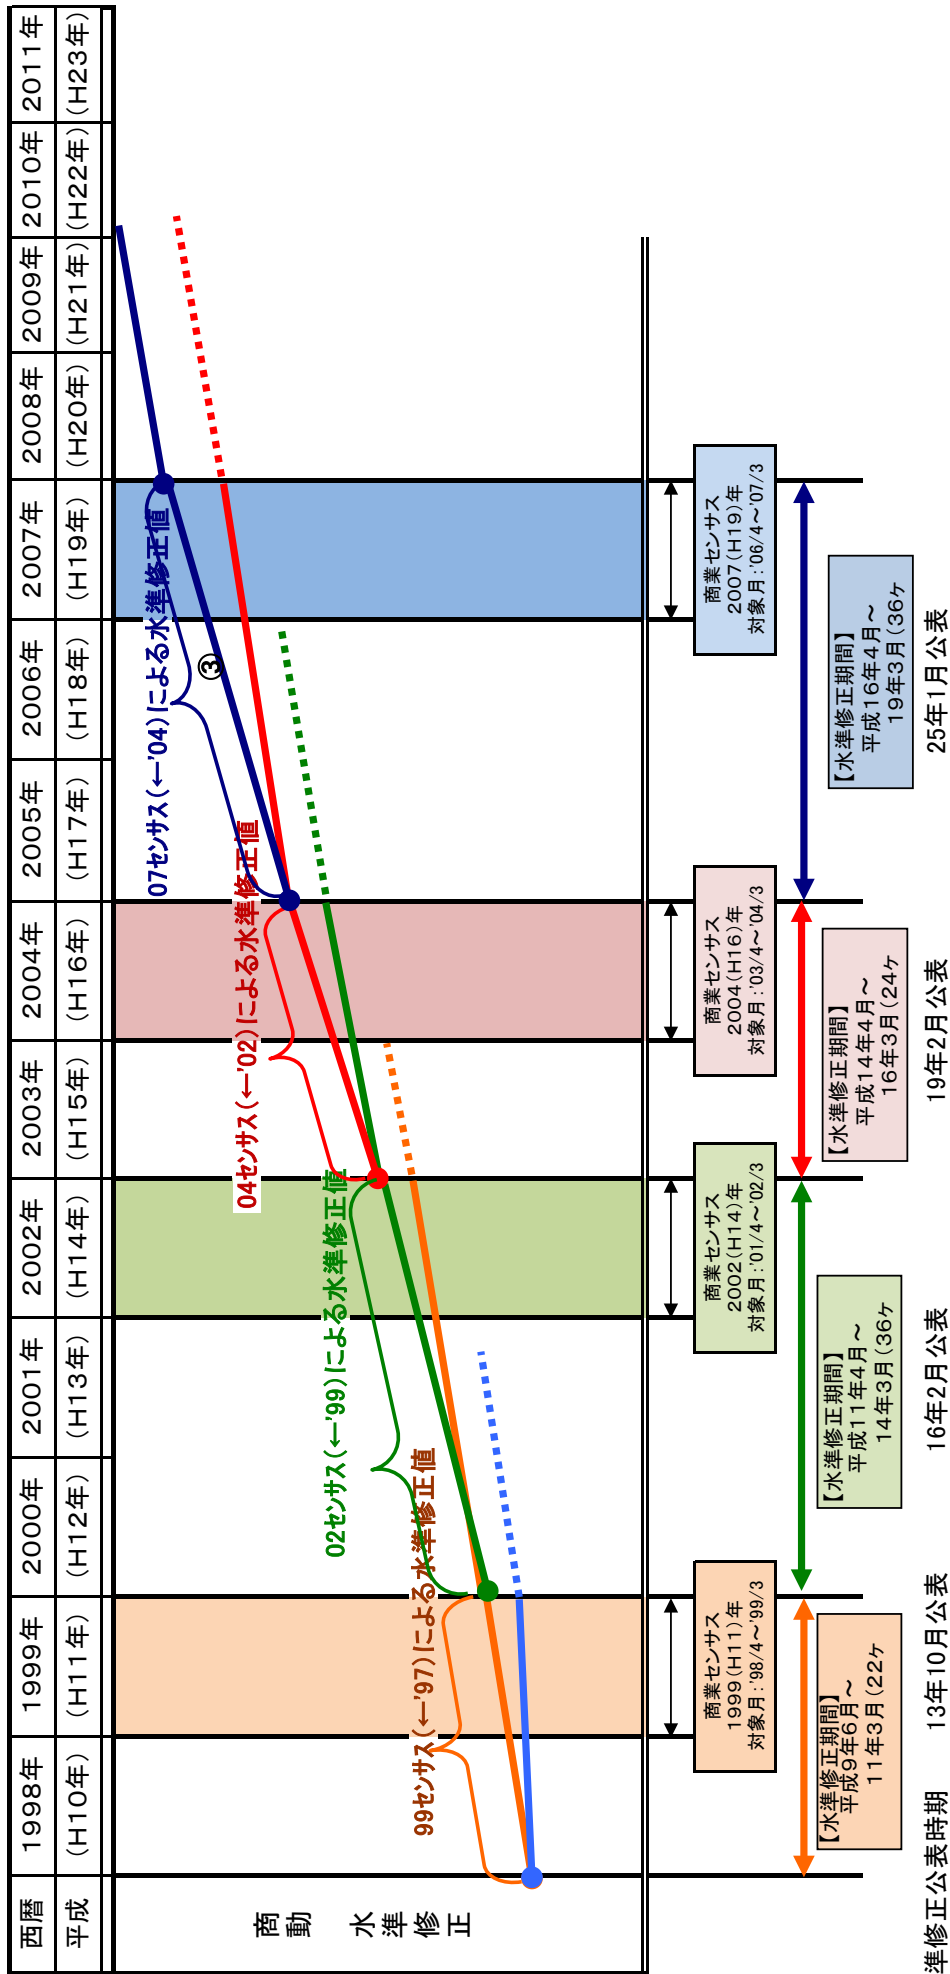 西暦 1998年 1999年 2000年 2001年 2002年 2003年 2004年 2005年 2006年 2007年 2008年 2009年 2010年 2011年
平成 (H10年) (H11年) (H12年) (H13年) (H14年) (H15年) (H16年) (H17年) (H18年) (H19年) (H20年) (H21年) (H22年) (H23年)
商動
水準修正
07センサス(←'04)による水準修正値
③
04センサス(←'02)による水準修正値
02センサス(←'99)による水準修正値
99センサス(←'97)による水準修正値
商業センサス
1999(H11)年
対象月:'98/4～'99/3
商業センサス
2002(H14)年
対象月:'01/4～'02/3
商業センサス
2004(H16)年
対象月:'03/4～'04/3
商業センサス
2007(H19)年
対象月:'06/4～'07/3
【水準修正期間】
平成9年6月～
11年3月(22ヶ
【水準修正期間】
平成11年4月～
14年3月(36ヶ
【水準修正期間】
平成14年4月～
16年3月(24ヶ
【水準修正期間】
平成16年4月～
19年3月(36ヶ
準修正公表時期 13年10月公表 16年2月公表 19年2月公表 25年1月公表